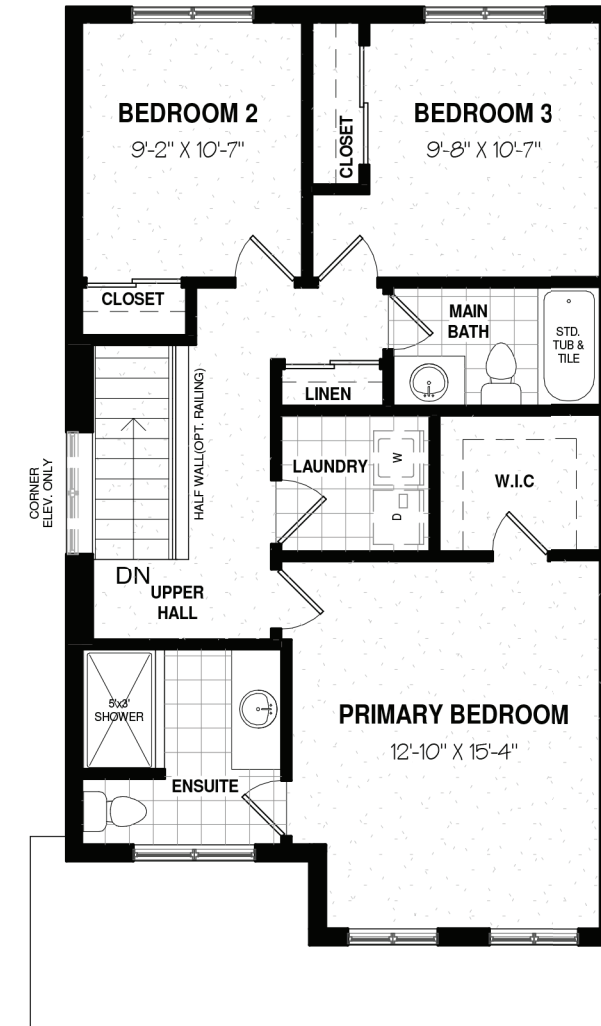 BEDROOM 2
9'-2" X 10'-7"
CLOSET
BEDROOM 3
9'-8" X 10'-7"
CLOSET
MAIN
BATH
STD.
TUB &
TILE
LINEN
HALF WALL(OPT. RAILING)
CORNER
ELEV. ONLY
LAUNDRY
W
D
W.I.C
DN
UPPER
HALL
5'x3'
SHOWER
ENSUITE
PRIMARY BEDROOM
12'-10" X 15'-4"